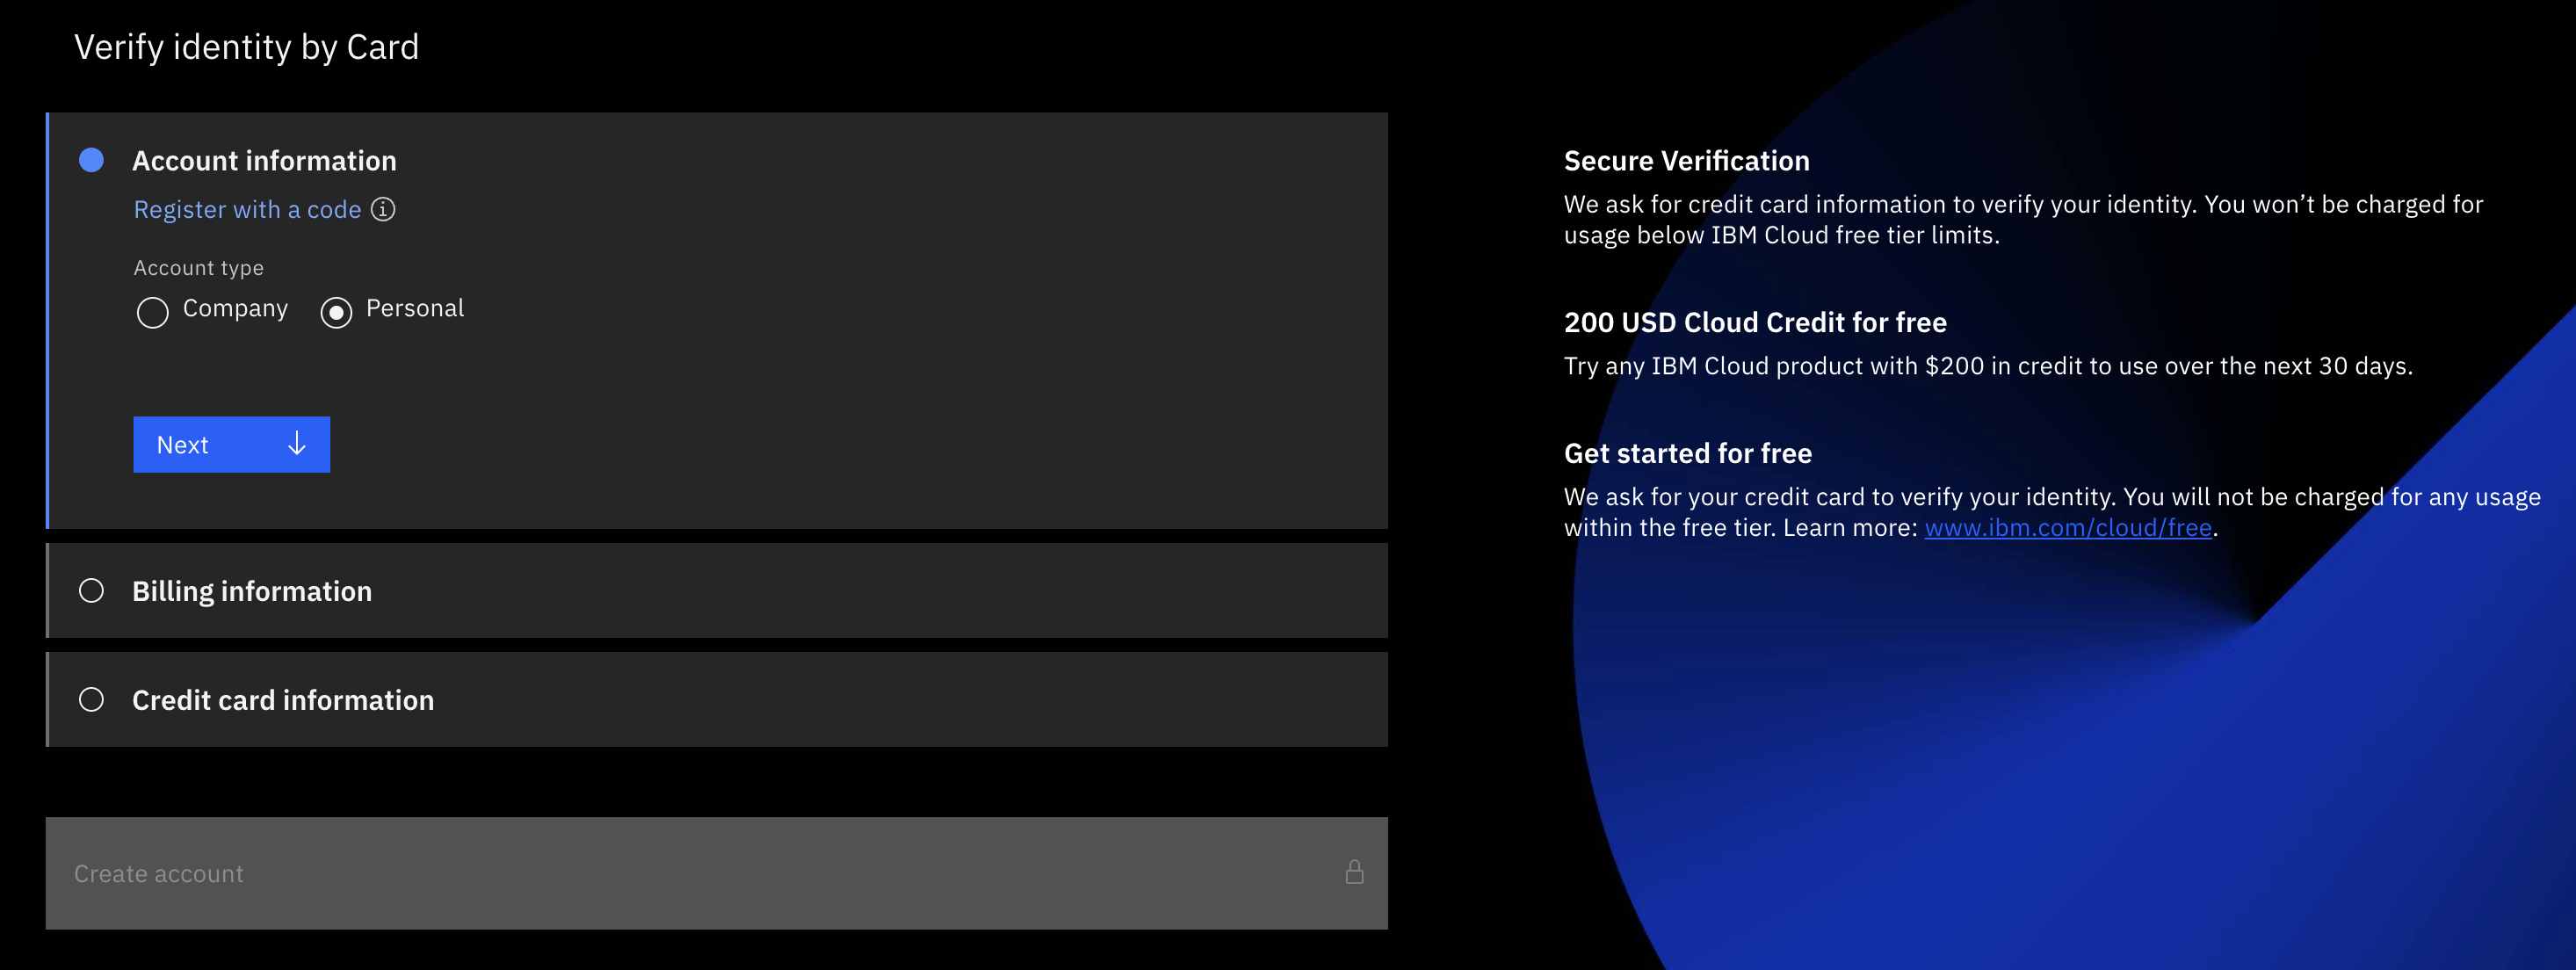 Verify identity by Card
Account information
Register with a code
Account type
Company
Personal
Next
Billing information
Credit card information
Create account
Secure Verification
We ask for credit card information to verify your identity. You won’t be charged for
usage below IBM Cloud free tier limits.
200 USD Cloud Credit for free
Try any IBM Cloud product with $200 in credit to use over the next 30 days.
Get started for free
We ask for your credit card to verify your identity. You will not be charged for any usage
within the free tier. Learn more: www.ibm.com/cloud/free.